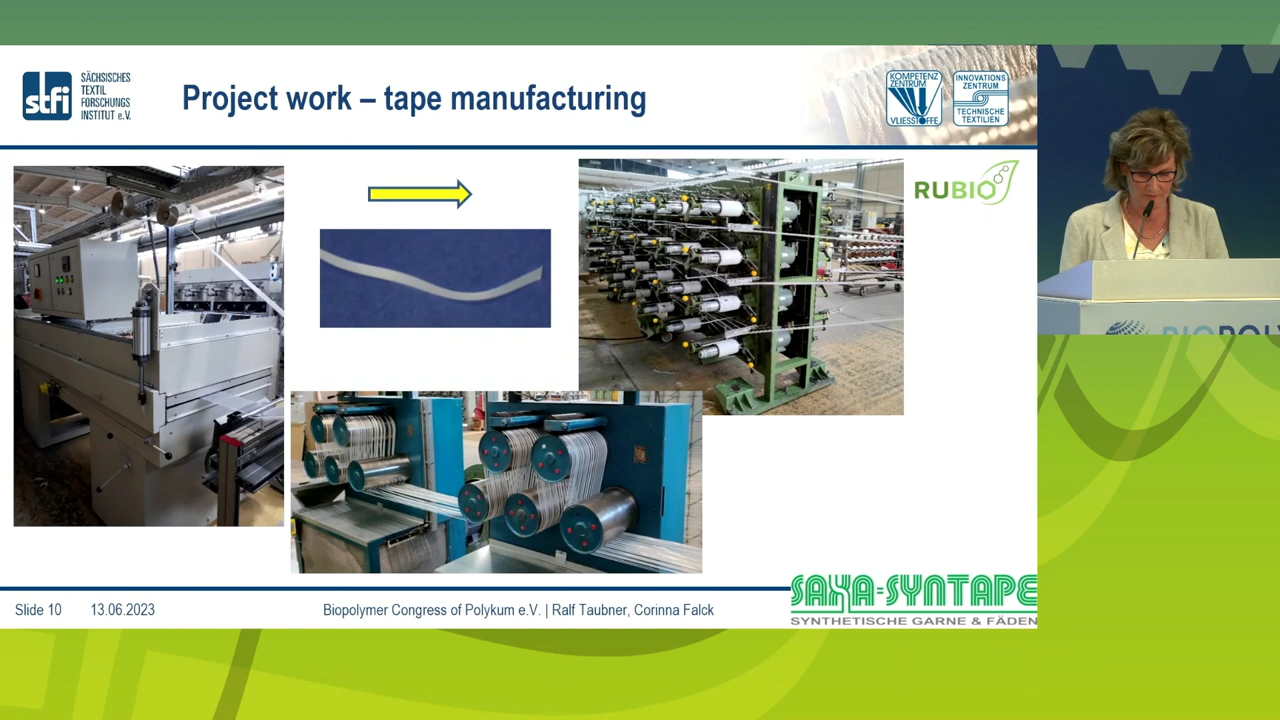 stfi
SÄCHSISCHES
TEXTIL
FORSCHUNGS
INSTITUT e.V.
Project work – tape manufacturing
KOMPETENZ
ZENTRUM
VLIESSTOFFE
INNOVATIONS
ZENTRUM
TECHNISCHE
TEXTILIEN
RUBIO
BIOPOLY
Slide 10
13.06.2023
Biopolymer Congress of Polykum e.V. | Ralf Taubner, Corinna Falck
SAXA-SYNTAPE
SYNTHETISCHE GARNE & FÄDEN